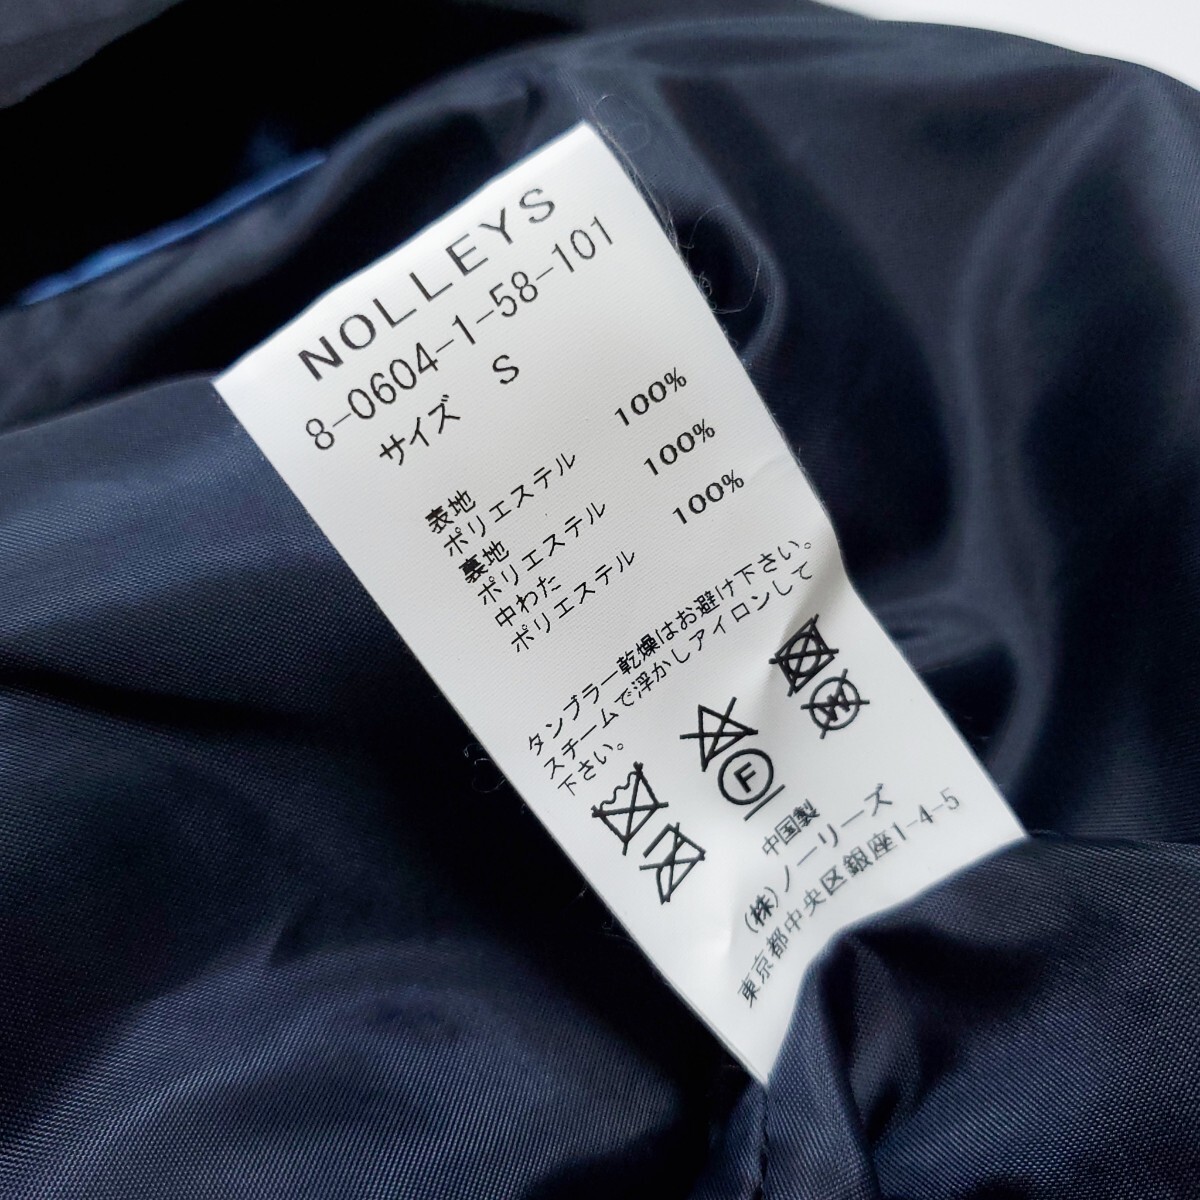 NOLLEYS
8-0604-1-58-101
サイズ S
表地
ポリエステル 100%
裏地
ポリエステル 100%
中わた
ポリエステル 100%
タンブラー乾燥はお避け下さい。
スチームで浮かしアイロンして
下さい。
F
W
中国製
(株)ノーリーズ
東京都中央区銀座1-4-5